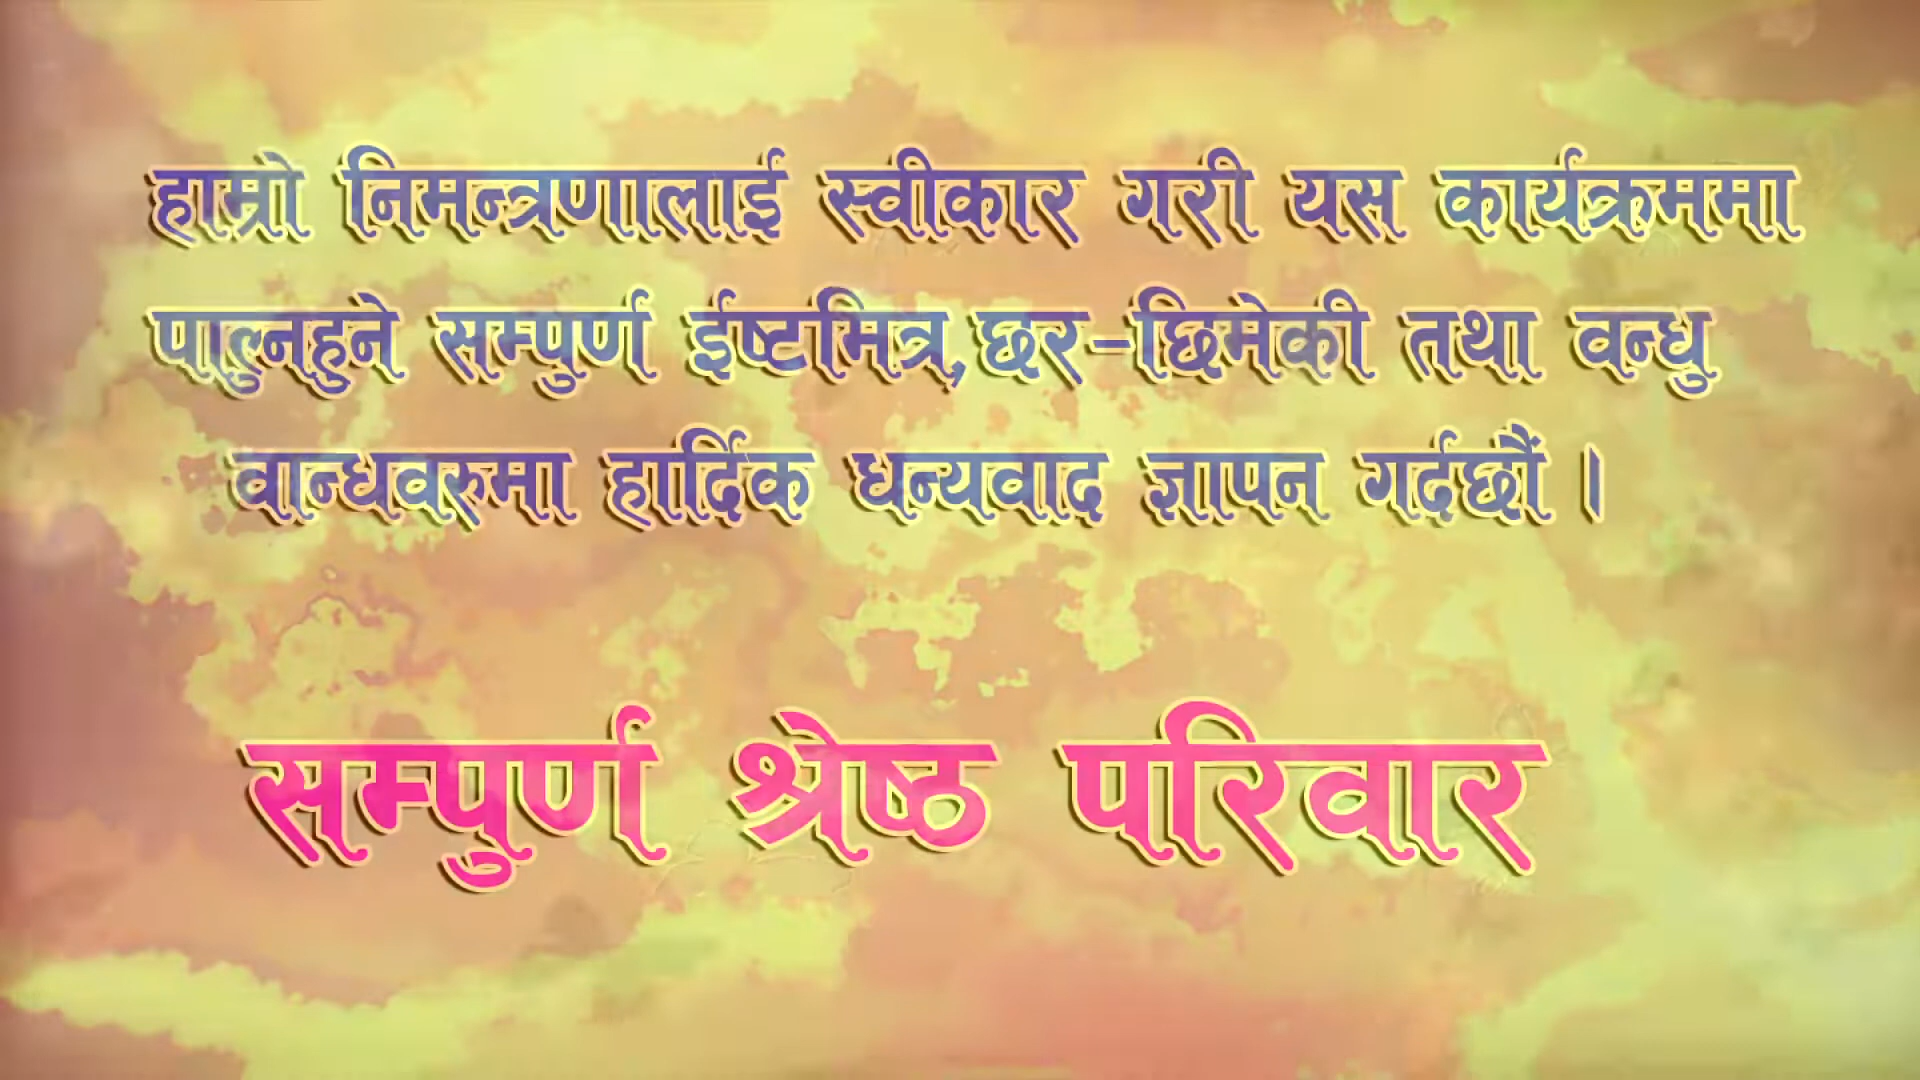 हाम्रो निमन्त्रणालाई स्वीकार गरी यस कार्यक्रममा
पाल्नुहुने सम्पुर्ण ईष्टमित्र,छर-छिमेकी तथा वन्धु
वान्धवरुमा हार्दिक धन्यवाद ज्ञापन गर्दछौं ।
सम्पुर्ण श्रेष्ठ परिवार